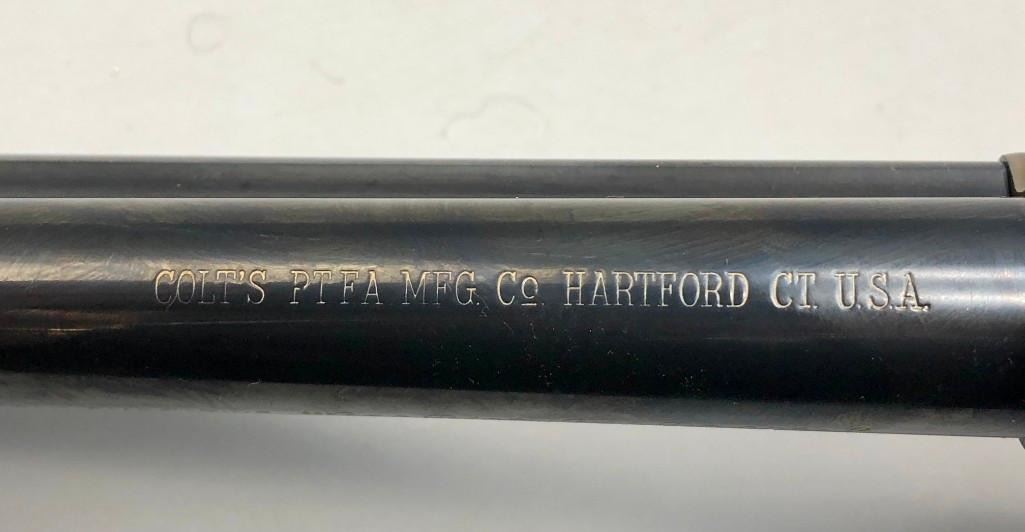 COLT'S PT FA MFG. Co. HARTFORD CT. U.S.A.